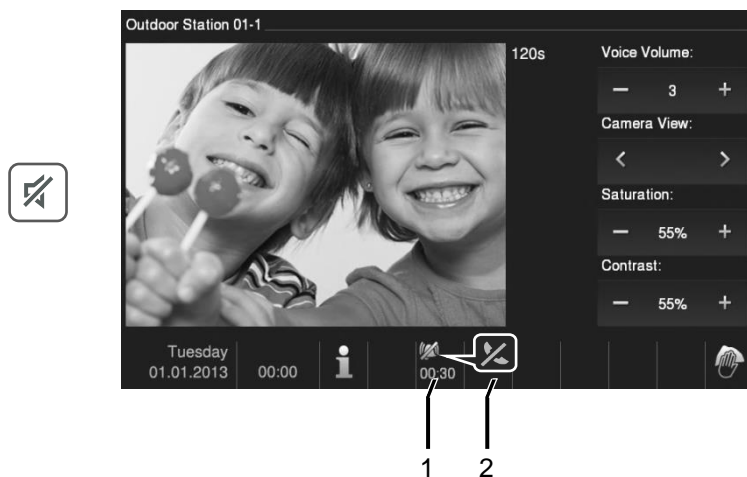 Outdoor Station 01-1
120s
Voice Volume:
– 3 +
Camera View:
< >
Saturation:
– 55% +
Contrast:
– 55% +
Tuesday
01.01.2013
00:00
i
00:30
1
2